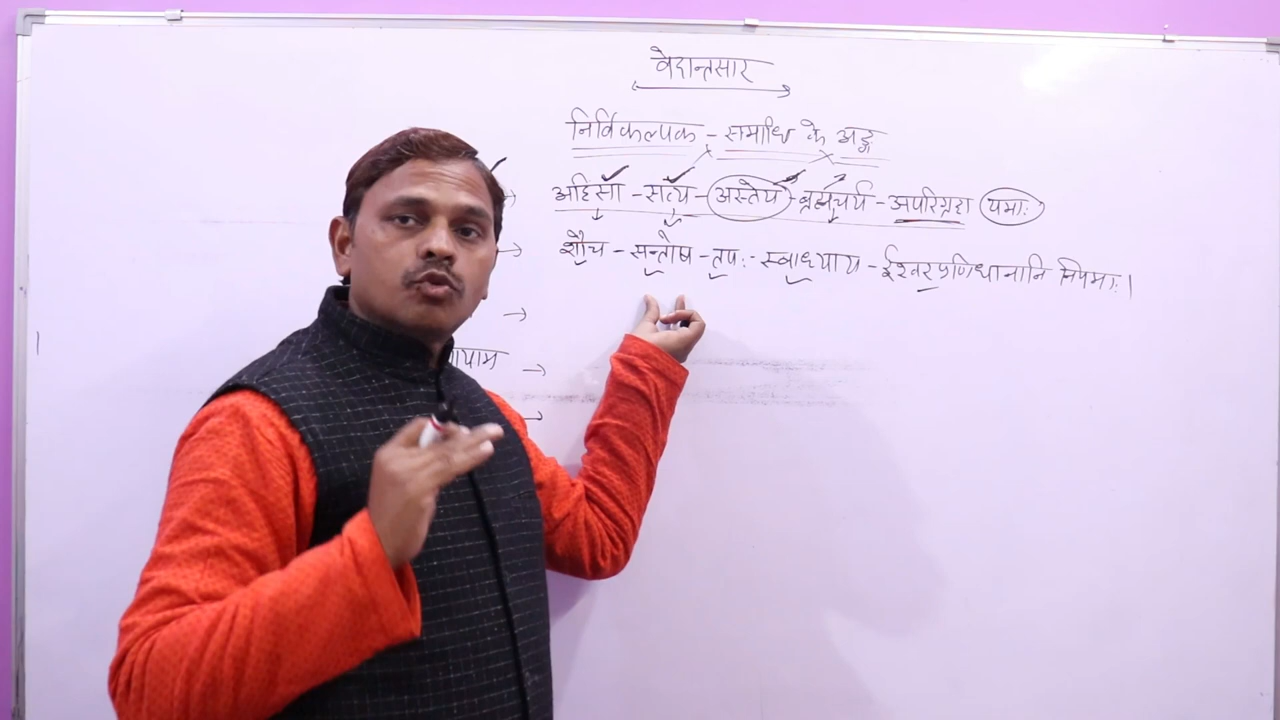 वेदान्तसार
निर्विकल्पक - समाधि के अङ्ग
अहिंसा - सत्य - अस्तेय - ब्रह्मचर्य - अपरिग्रहा यमाः
शौच - सन्तोष - तपः - स्वाध्याय - ईश्वरप्रणिधानानि नियमाः ।